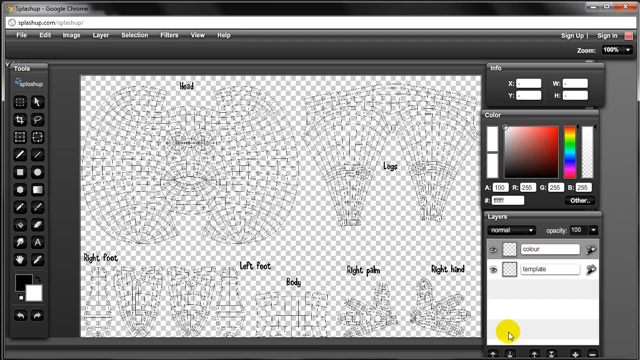 Splashup - Google Chrome
splashup.com/splashup/
File Edit Image Layer Selection Filters View Help
Sign Up Sign In
Zoom: 100%
Tools
splashup
Head
Legs
Right foot
Left foot
Body
Right palm
Right hand
Info
X: - W: -
Y: - H: -
Color
A: 100 R: 255 G: 255 B: 255
#: ffffff Other..
Layers
normal opacity: 100
colour
template